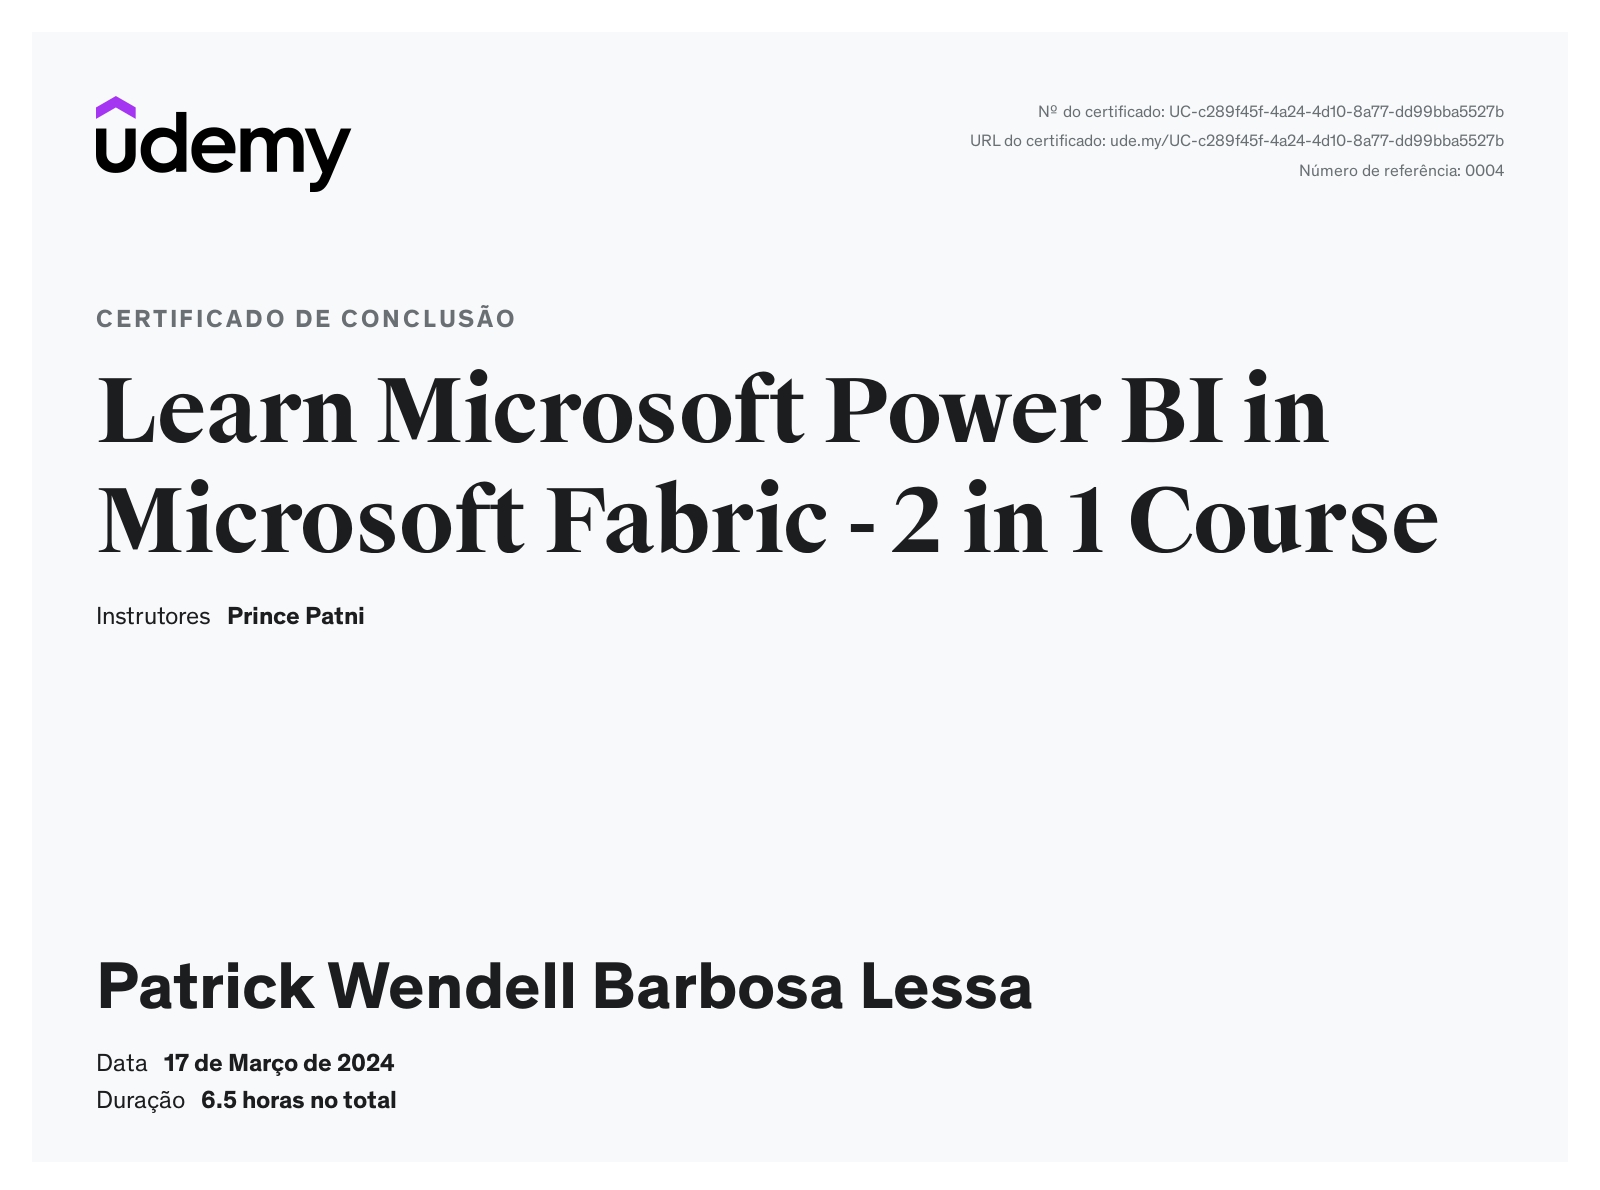 udemy
Nº do certificado: UC-c289f45f-4a24-4d10-8a77-dd99bba5527b
URL do certificado: ude.my/UC-c289f45f-4a24-4d10-8a77-dd99bba5527b
Número de referência: 0004
CERTIFICADO DE CONCLUSÃO
Learn Microsoft Power BI in
Microsoft Fabric - 2 in 1 Course
Instrutores Prince Patni
Patrick Wendell Barbosa Lessa
Data 17 de Março de 2024
Duração 6.5 horas no total